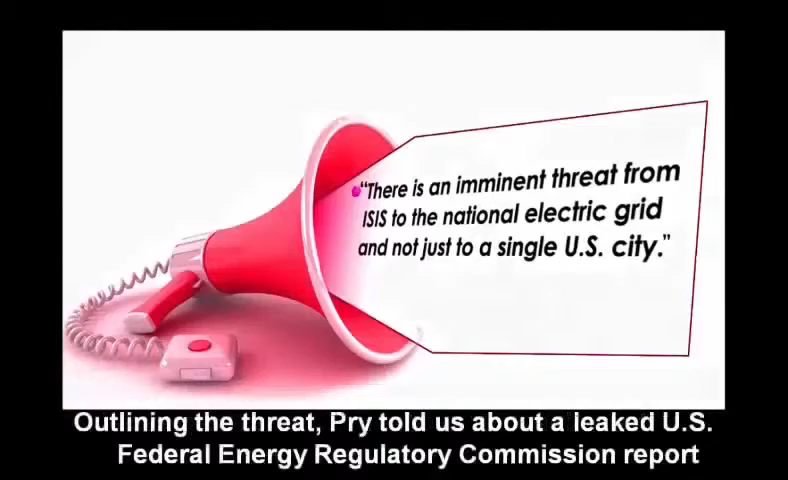 “There is an imminent threat from
ISIS to the national electric grid
and not just to a single U.S. city.”
Outlining the threat, Pry told us about a leaked U.S.
Federal Energy Regulatory Commission report